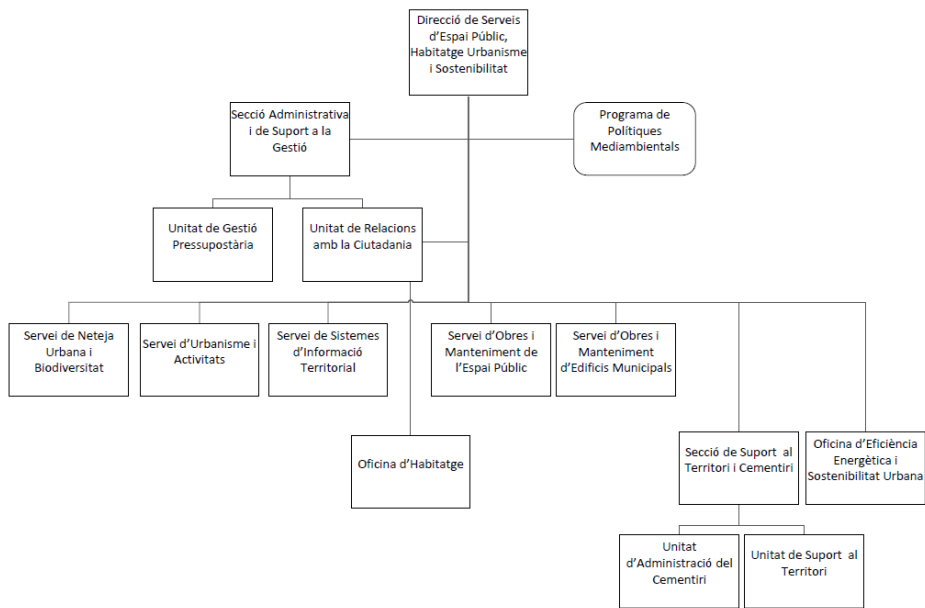 Direcció de Serveis
d'Espai Públic,
Habitatge Urbanisme
i Sostenibilitat
Secció Administrativa
i de Suport a la
Gestió
Programa de
Polítiques
Mediambientals
Unitat de Gestió
Pressupostària
Unitat de Relacions
amb la Ciutadania
Servei de Neteja
Urbana i
Biodiversitat
Servei d'Urbanisme i
Activitats
Servei de Sistemes
d'Informació
Territorial
Servei d'Obres i
Manteniment de
l'Espai Públic
Servei d'Obres i
Manteniment
d'Edificis Municipals
Oficina d'Habitatge
Secció de Suport al
Territori i Cementiri
Oficina d'Eficiència
Energètica i
Sostenibilitat Urbana
Unitat
d'Administració del
Cementiri
Unitat de Suport al
Territori